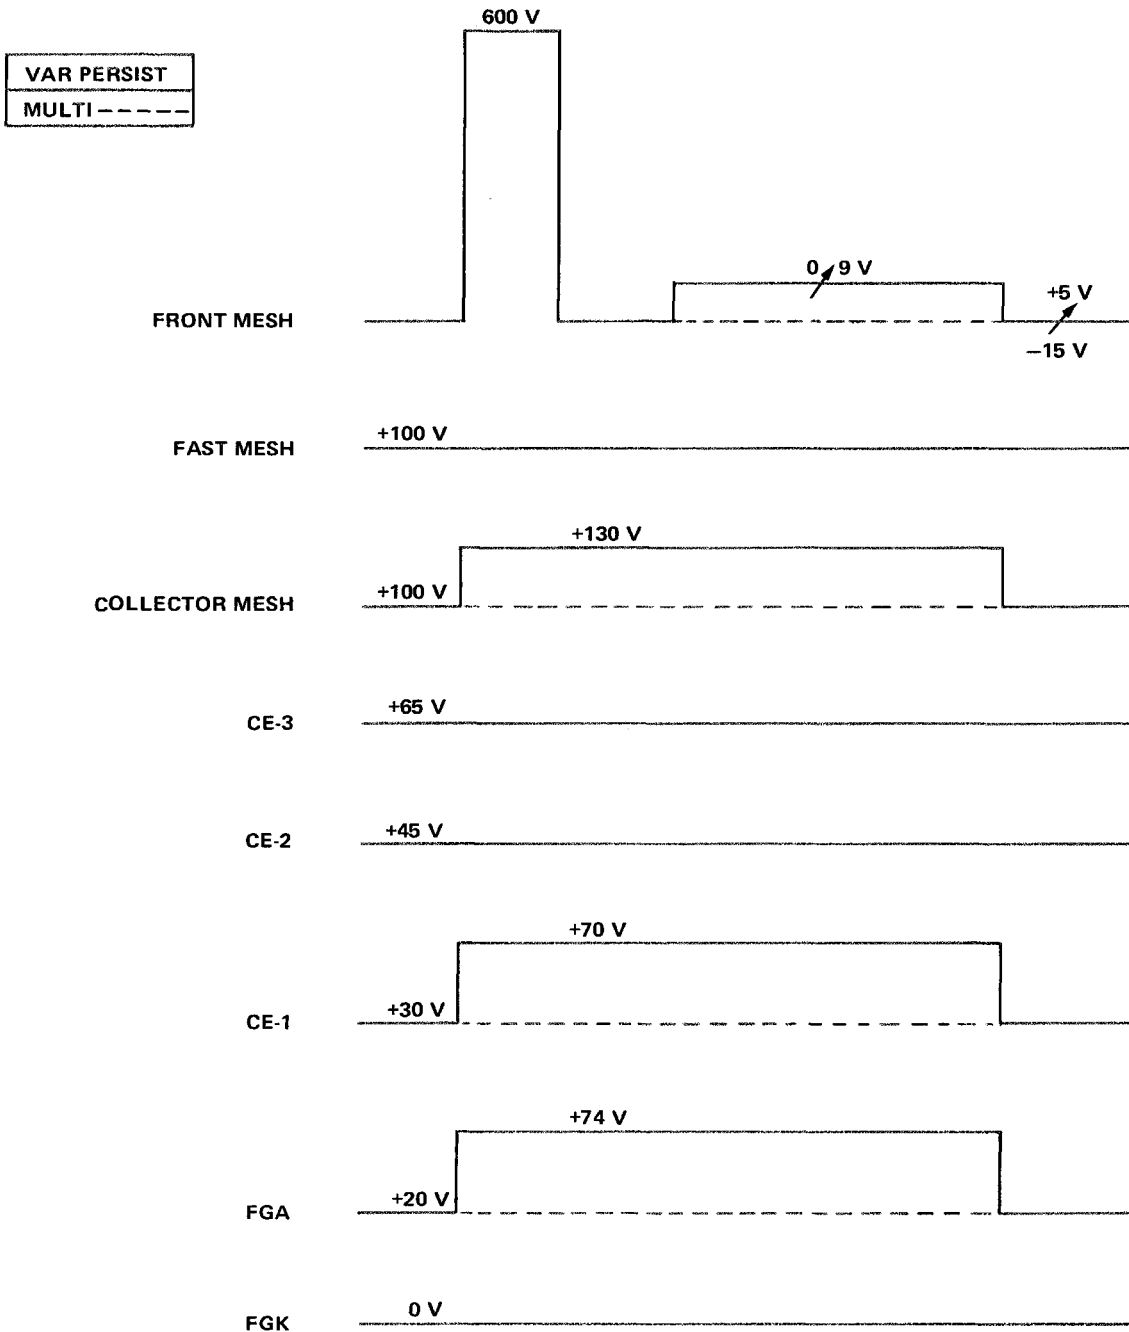 600 V
VAR PERSIST
MULTI
0 9 V
+5 V
FRONT MESH
−15 V
+100 V
FAST MESH
+130 V
+100 V
COLLECTOR MESH
+65 V
CE-3
+45 V
CE-2
+70 V
+30 V
CE-1
+74 V
+20 V
FGA
0 V
FGK